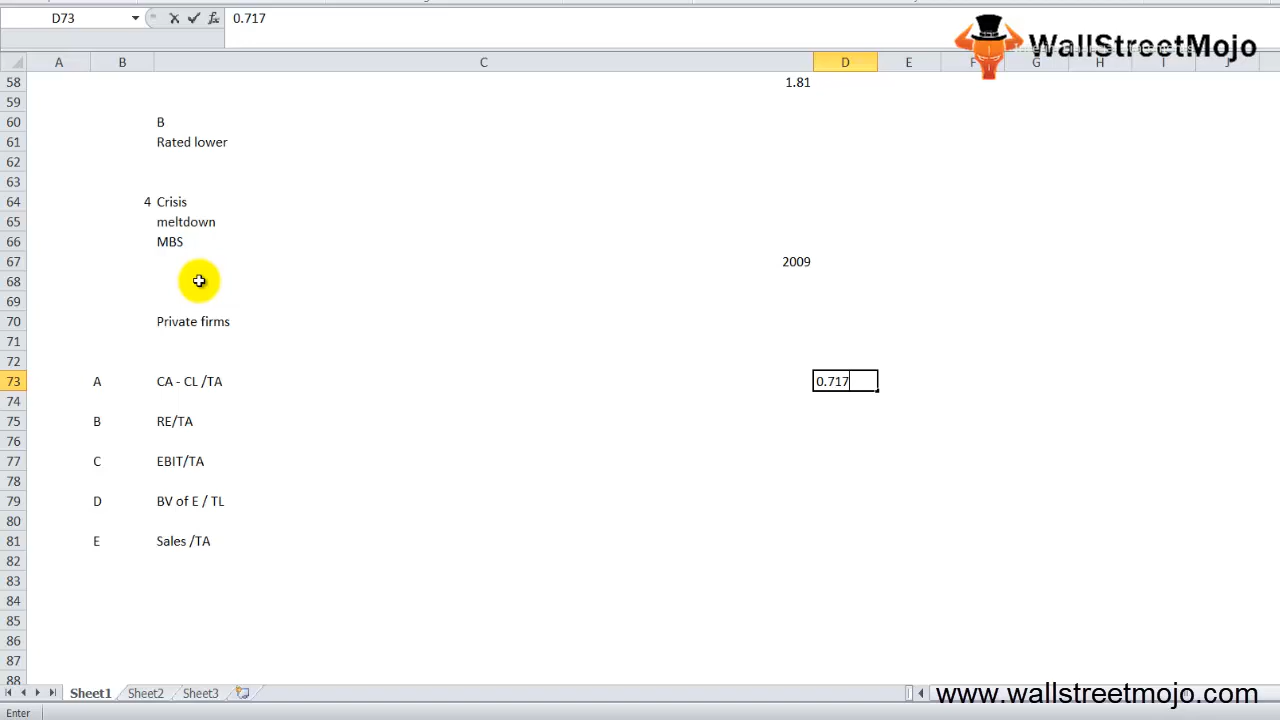 D73 0.717
WallStreetMojo
A B C D E F G H I J
58 1.81
59
60 B
61 Rated lower
62
63
64 4 Crisis
65 meltdown
66 MBS
67 2009
68
69
70 Private firms
71
72
73 A CA - CL /TA 0.717
74
75 B RE/TA
76
77 C EBIT/TA
78
79 D BV of E / TL
80
81 E Sales /TA
82
83
84
85
86
87
88
Sheet1 Sheet2 Sheet3
www.wallstreetmojo.com
Enter